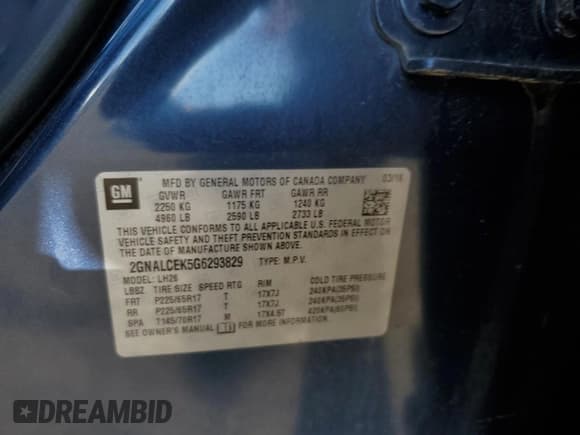 GM
MFD BY GENERAL MOTORS OF CANADA COMPANY 03/16
GVWR GAWR FRT GAWR RR
2250 KG 1175 KG 1240 KG
4960 LB 2590 LB 2733 LB
THIS VEHICLE CONFORMS TO ALL APPLICABLE U.S. FEDERAL MOTOR
VEHICLE SAFETY AND THEFT PREVENTION STANDARDS IN EFFECT ON
THE DATE OF MANUFACTURE SHOWN ABOVE.
2GNALCEK5G6293829 TYPE: M.P.V.
MODEL: LH26
LBBZ TIRE SIZE SPEED RTG RIM COLD TIRE PRESSURE
FRT P225/65R17 T 17X7J 240KPA(35PSI)
RR P225/65R17 T 17X7J 240KPA(35PSI)
SPA T145/70R17 M 17X4.5T 420KPA(60PSI)
SEE OWNER'S MANUAL FOR MORE INFORMATION.
DREAMBID